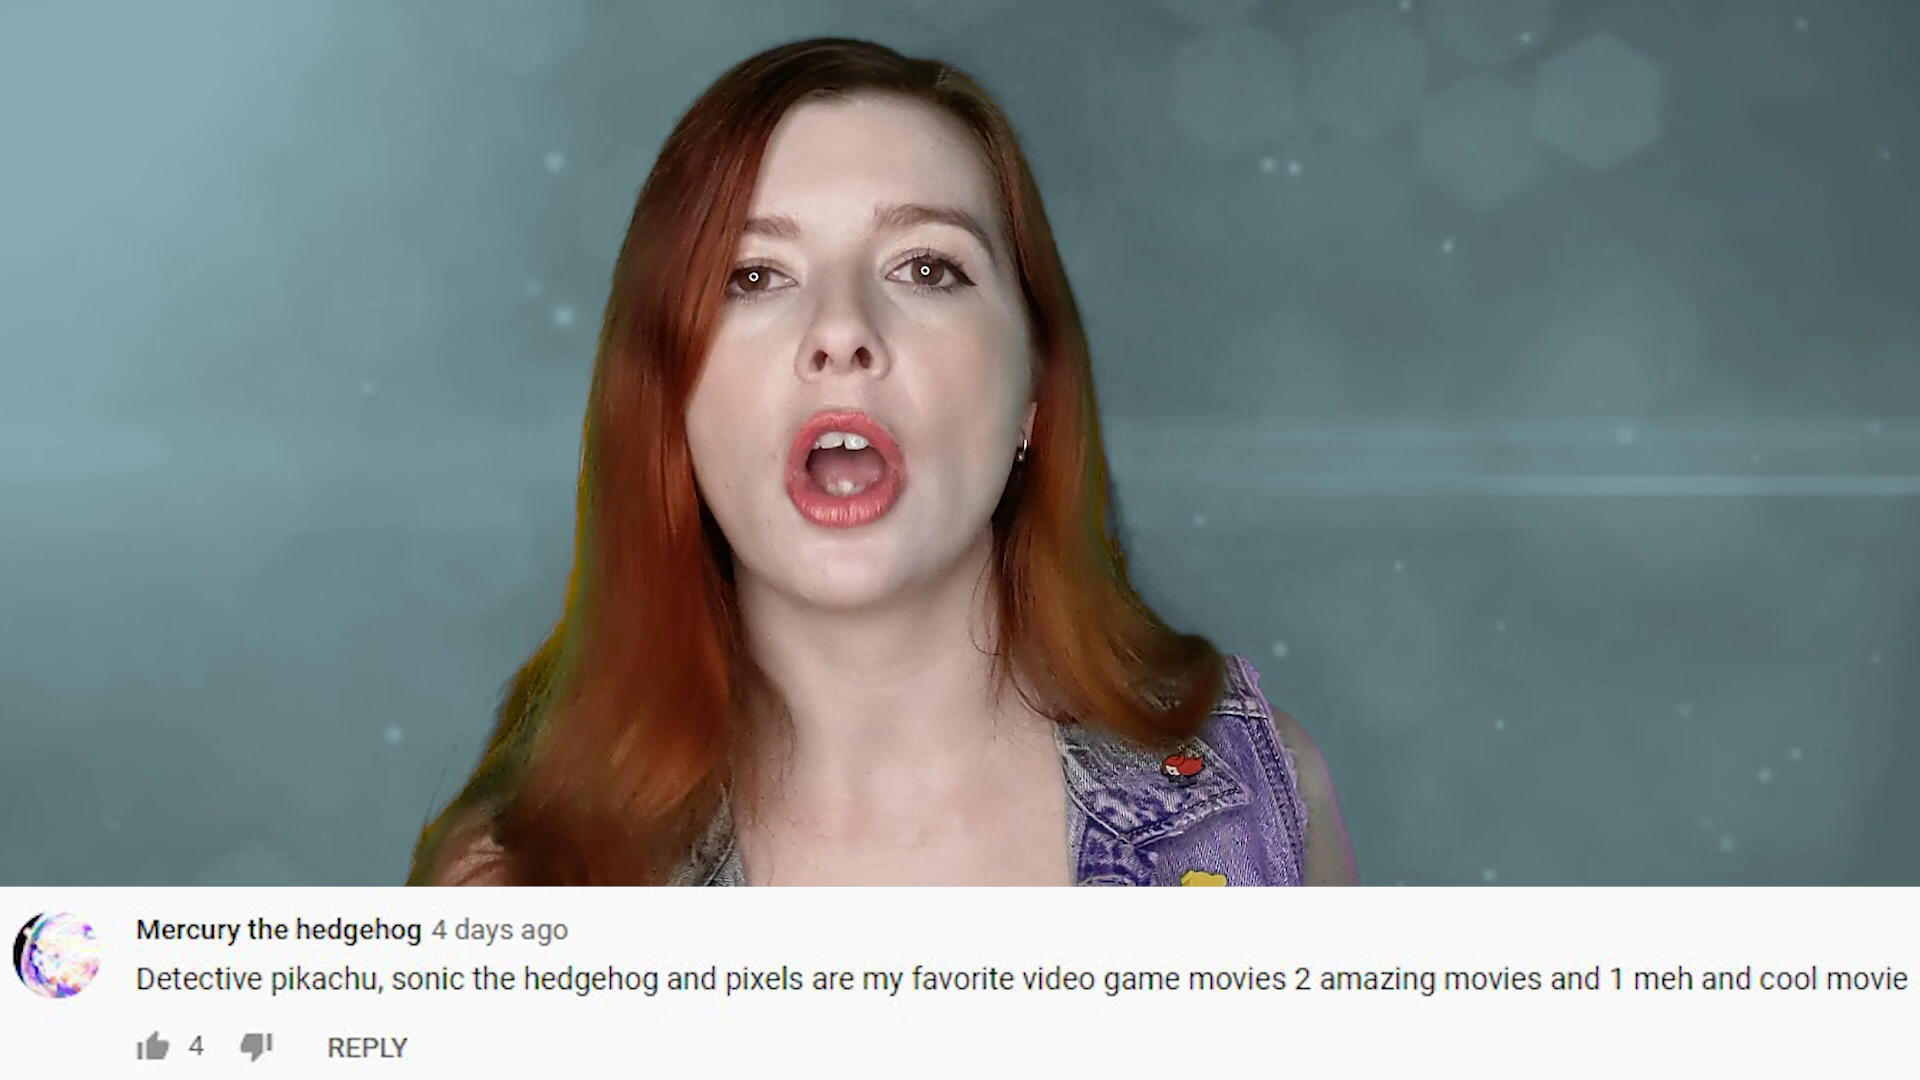 Mercury the hedgehog 4 days ago
Detective pikachu, sonic the hedgehog and pixels are my favorite video game movies 2 amazing movies and 1 meh and cool movie
4 REPLY